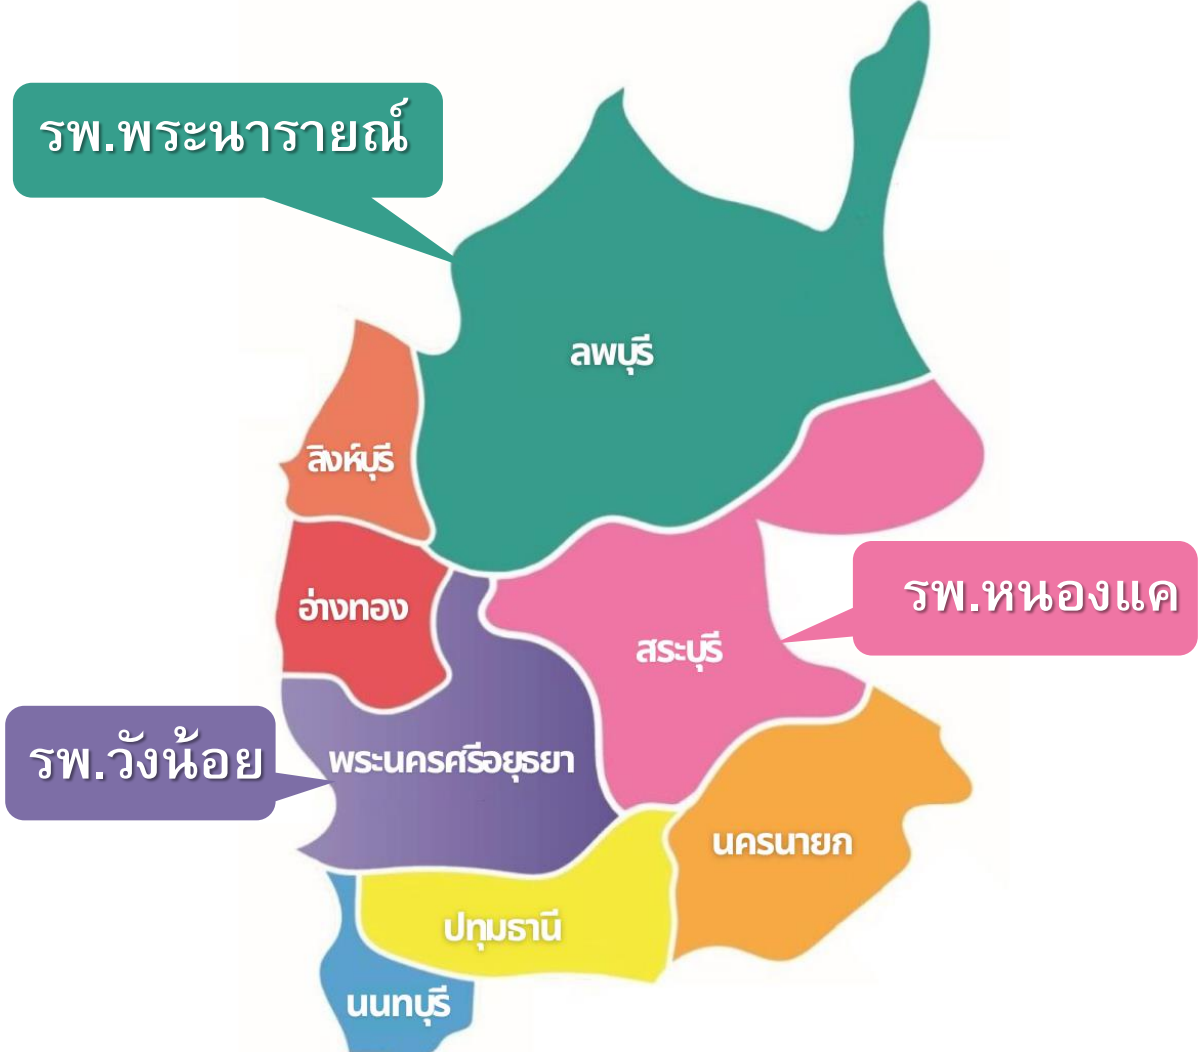 รพ.พระนารายณ์
ลพบุรี
สิงห์บุรี
รพ.หนองแค
อ่างทอง
สระบุรี
รพ.วังน้อย
พระนครศรีอยุธยา
นครนายก
ปทุมธานี
นนทบุรี